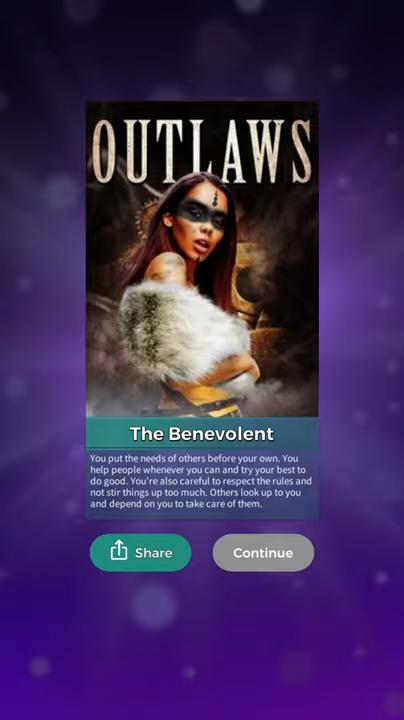 OUTLAWS
The Benevolent
You put the needs of others before your own. You
help people whenever you can and try your best to
do good. You're also careful to respect the rules and
not stir things up too much. Others look up to you
and depend on you to take care of them.
Share
Continue